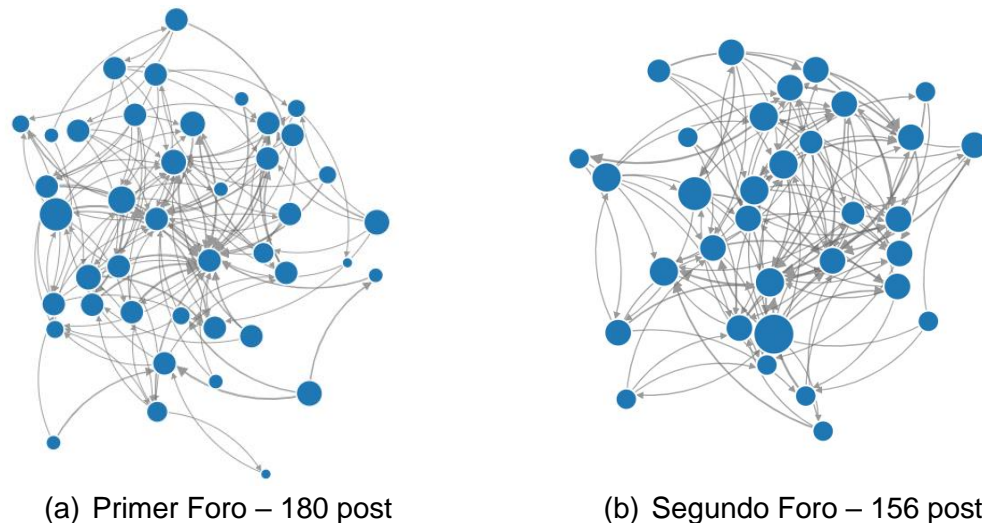 (a) Primer Foro – 180 post
(b) Segundo Foro – 156 post